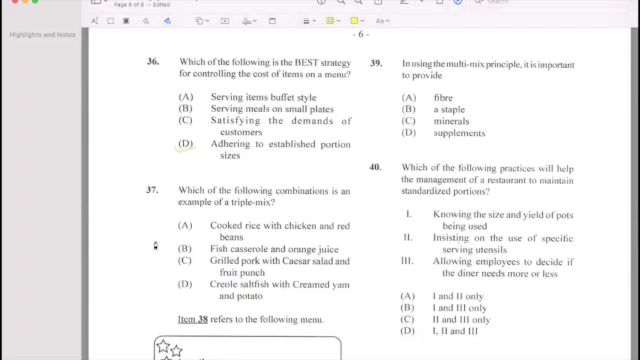 Page 6 of 8 – Edited
Search
Highlights and Notes
- 6 -
36. Which of the following is the BEST strategy
for controlling the cost of items on a menu?
(A) Serving items buffet style
(B) Serving meals on small plates
(C) Satisfying the demands of
customers
(D) Adhering to established portion
sizes
37. Which of the following combinations is an
example of a triple-mix?
(A) Cooked rice with chicken and red
beans
(B) Fish casserole and orange juice
(C) Grilled pork with Caesar salad and
fruit punch
(D) Creole saltfish with Creamed yam
and potato
Item 38 refers to the following menu.
39. In using the multi-mix principle, it is important
to provide
(A) fibre
(B) a staple
(C) minerals
(D) supplements
40. Which of the following practices will help
the management of a restaurant to maintain
standardized portions?
I. Knowing the size and yield of pots
being used
II. Insisting on the use of specific
serving utensils
III. Allowing employees to decide if
the diner needs more or less
(A) I and II only
(B) I and III only
(C) II and III only
(D) I, II and III